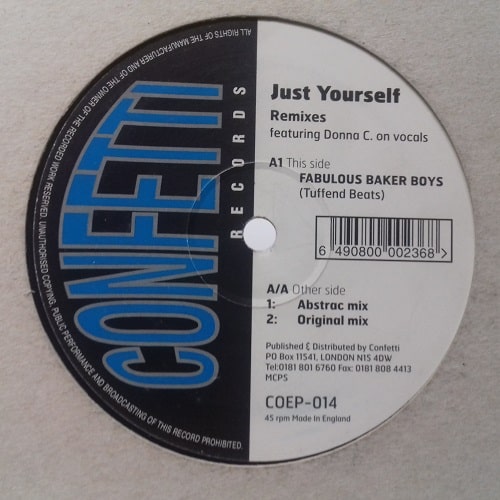 CONFETTI
RECORDS
ALL RIGHTS OF THE MANUFACTURER AND OF THE OWNER OF THE RECORDED WORK RESERVED. UNAUTHORISED COPYING, PUBLIC PERFORMANCE AND BROADCASTING OF THIS RECORD PROHIBITED.
Just Yourself
Remixes
featuring Donna C. on vocals
A1 This side
FABULOUS BAKER BOYS
(Tuffend Beats)
6 490800 002368 >
A/A Other side
1: Abstrac mix
2: Original mix
Published & Distributed by Confetti
PO Box 11541, LONDON N15 4DW
Tel:0181 801 6760 Fax: 0181 808 4413
MCPS
COEP-014
45 rpm Made In England